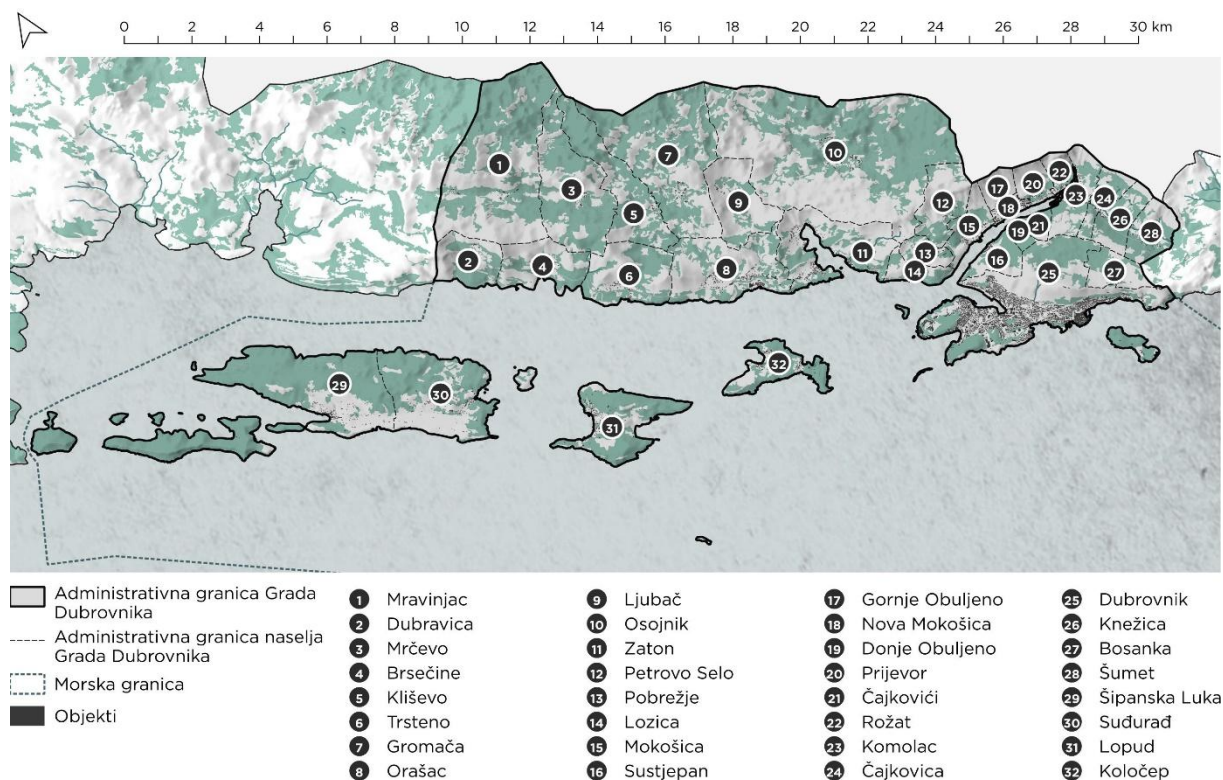 0 2 4 6 8 10 12 14 16 18 20 22 24 26 28 30 km
1
2
3
4
5
6
7
8
9
10
11
12
13
14
15
16
17
18
19
20
21
22
23
24
25
26
27
28
29
30
31
32
Administrativna granica Grada
Dubrovnika
Administrativna granica naselja
Grada Dubrovnika
Morska granica
Objekti
1 Mravinjac
2 Dubravica
3 Mrčevo
4 Brsečine
5 Kliševo
6 Trsteno
7 Gromača
8 Orašac
9 Ljubač
10 Osojnik
11 Zaton
12 Petrovo Selo
13 Pobrežje
14 Lozica
15 Mokošica
16 Sustjepan
17 Gornje Obuljeno
18 Nova Mokošica
19 Donje Obuljeno
20 Prijevor
21 Čajkovići
22 Rožat
23 Komolac
24 Čajkovica
25 Dubrovnik
26 Knežica
27 Bosanka
28 Šumet
29 Šipanska Luka
30 Suđurađ
31 Lopud
32 Koločep